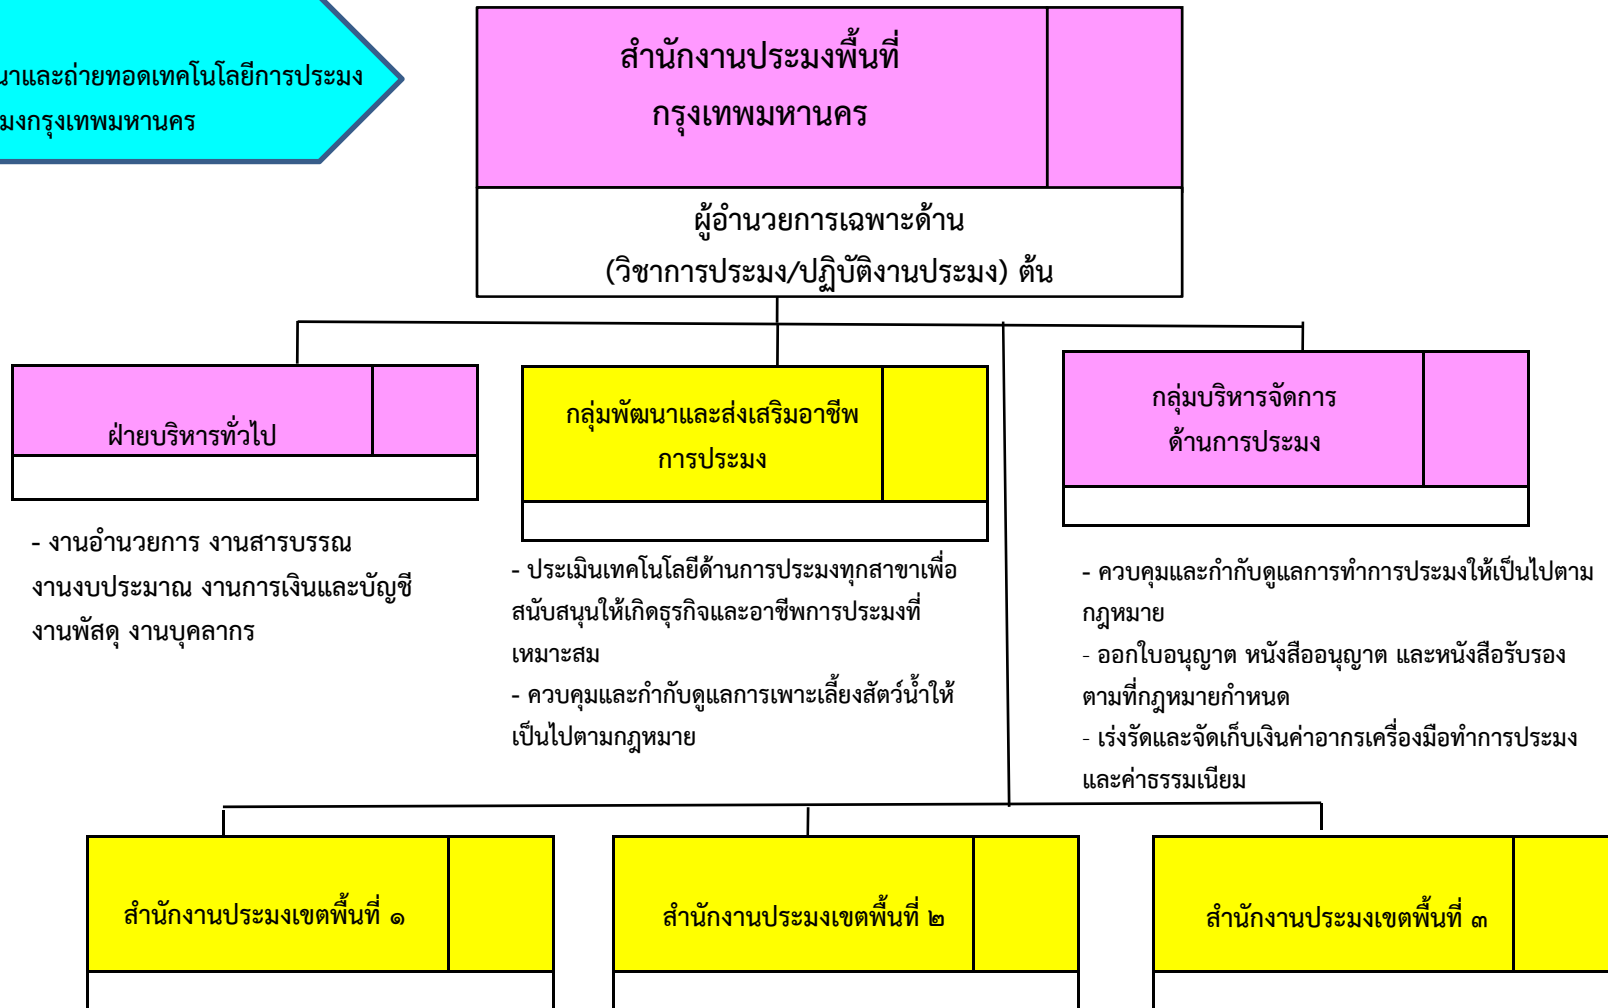 และถ่ายทอดเทคโนโลยีการประมง
กรุงเทพมหานคร
สำนักงานประมงพื้นที่
กรุงเทพมหานคร
ผู้อำนวยการเฉพาะด้าน
(วิชาการประมง/ปฏิบัติงานประมง) ต้น
ฝ่ายบริหารทั่วไป
- งานอำนวยการ งานสารบรรณ
งานงบประมาณ งานการเงินและบัญชี
งานพัสดุ งานบุคลากร
กลุ่มพัฒนาและส่งเสริมอาชีพ
การประมง
- ประเมินเทคโนโลยีด้านการประมงทุกสาขาเพื่อ
สนับสนุนให้เกิดธุรกิจและอาชีพการประมงที่
เหมาะสม
- ควบคุมและกำกับดูแลการเพาะเลี้ยงสัตว์น้ำให้
เป็นไปตามกฎหมาย
กลุ่มบริหารจัดการ
ด้านการประมง
- ควบคุมและกำกับดูแลการทำการประมงให้เป็นไปตาม
กฎหมาย
- ออกใบอนุญาต หนังสืออนุญาต และหนังสือรับรอง
ตามที่กฎหมายกำหนด
- เร่งรัดและจัดเก็บเงินค่าอากรเครื่องมือทำการประมง
และค่าธรรมเนียม
สำนักงานประมงเขตพื้นที่ ๑
สำนักงานประมงเขตพื้นที่ ๒
สำนักงานประมงเขตพื้นที่ ๓